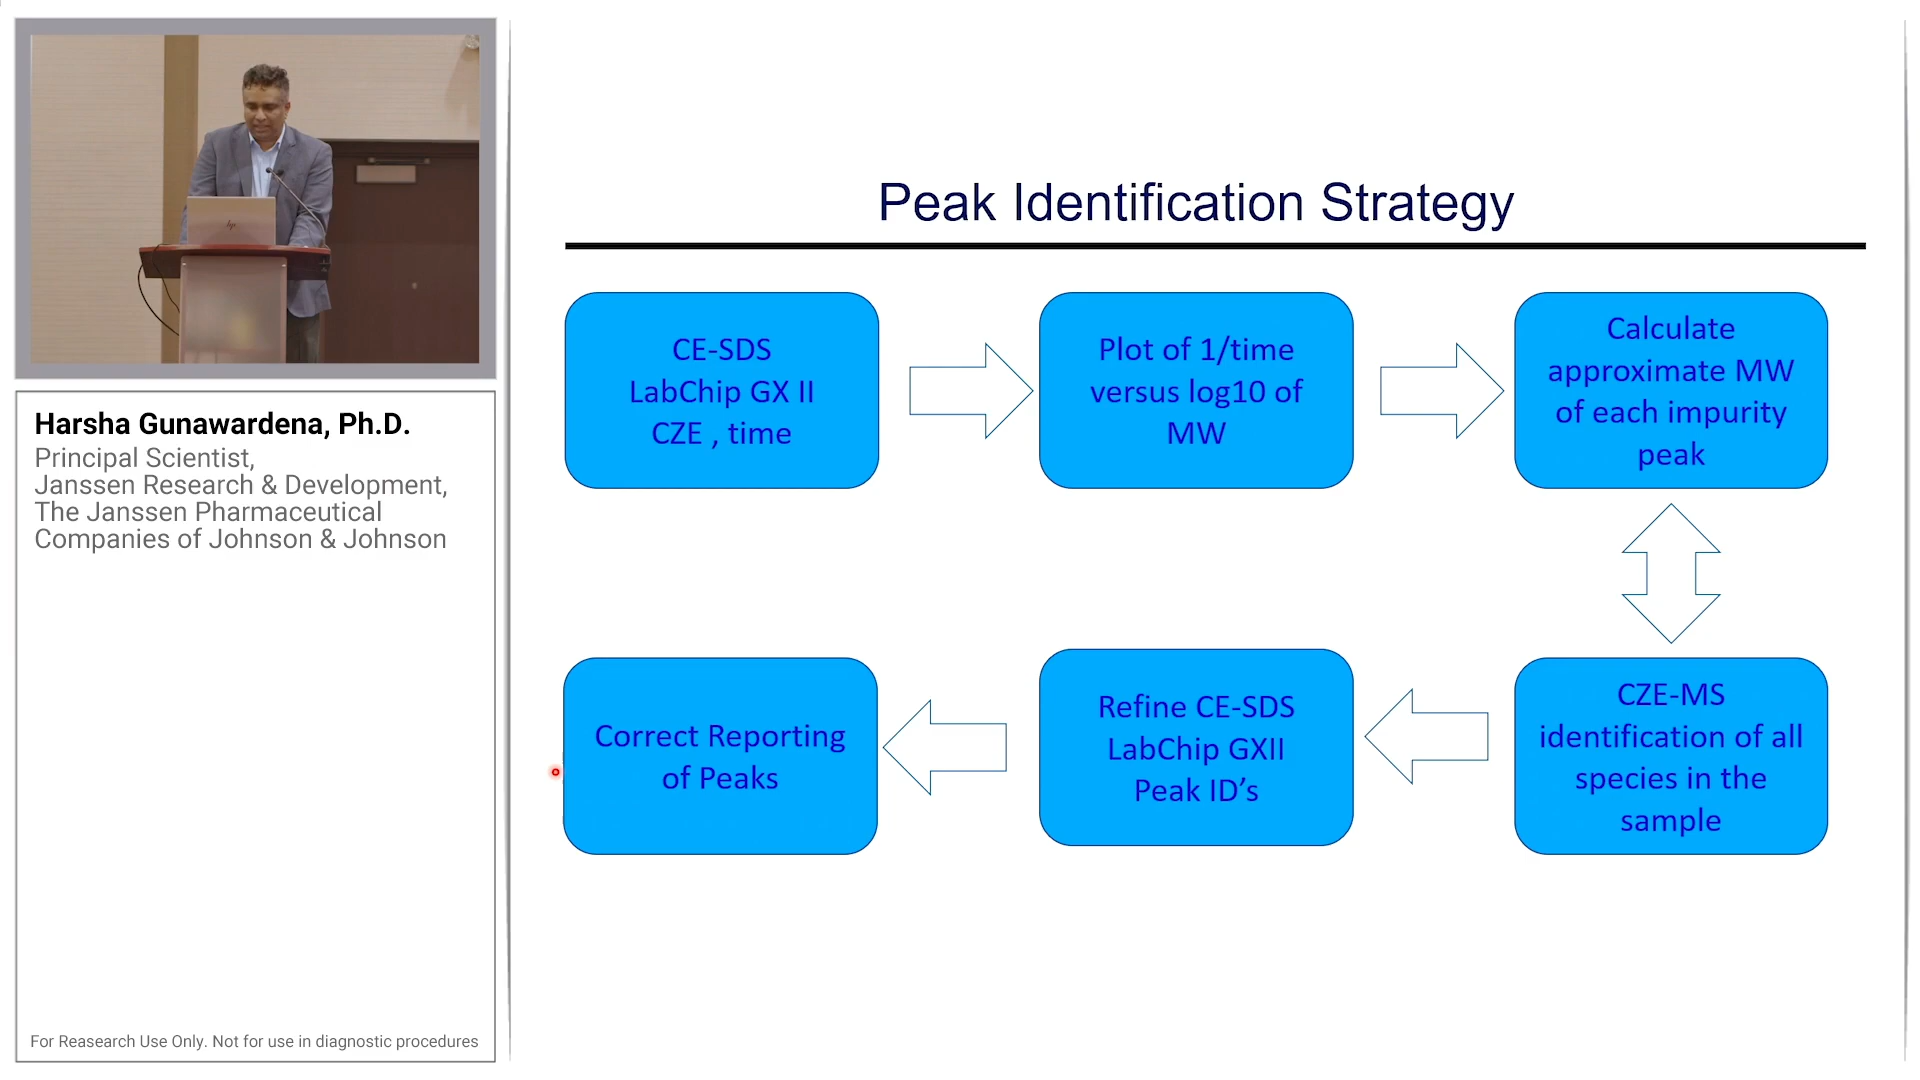 Harsha Gunawardena, Ph.D.
Principal Scientist,
Janssen Research & Development,
The Janssen Pharmaceutical
Companies of Johnson & Johnson
For Reasearch Use Only. Not for use in diagnostic procedures
Peak Identification Strategy
CE-SDS
LabChip GX II
CZE , time
Plot of 1/time
versus log10 of
MW
Calculate
approximate MW
of each impurity
peak
CZE-MS
identification of all
species in the
sample
Refine CE-SDS
LabChip GXII
Peak ID’s
Correct Reporting
of Peaks